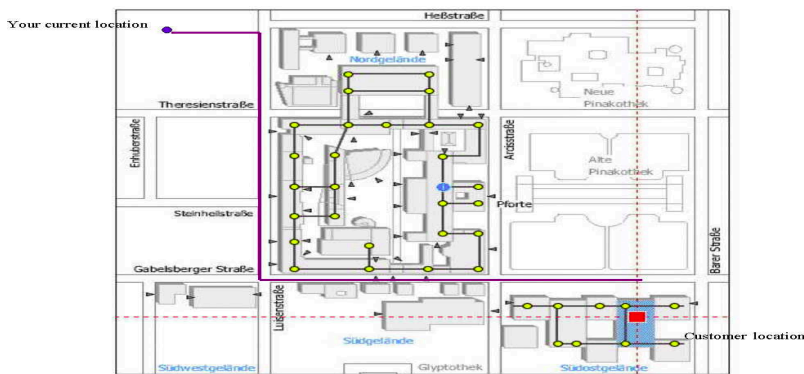 Heßstraße
Your current location
Nordgelände
Neue
Pinakothek
Theresienstraße
Enhuberstraße
Arcisstraße
Alte
Pinakothek
i
Pforte
Steinheilstraße
Barer Straße
Gabelsberger Straße
Luisenstraße
Südgelände
Customer location
Südwestgelände
Glyptothek
Südostgelände